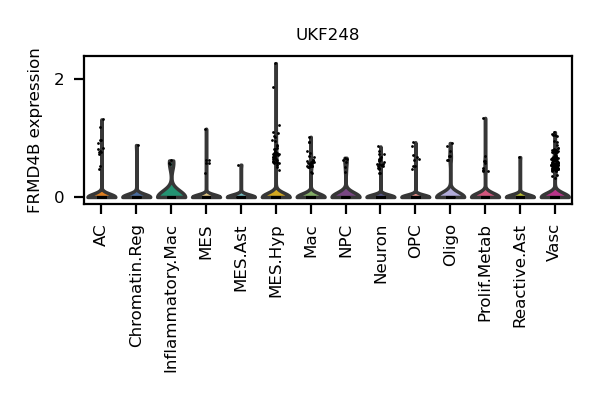 UKF248
FRMD4B expression
2
0
AC
Chromatin.Reg
Inflammatory.Mac
MES
MES.Ast
MES.Hyp
Mac
NPC
Neuron
OPC
Oligo
Prolif.Metab
Reactive.Ast
Vasc